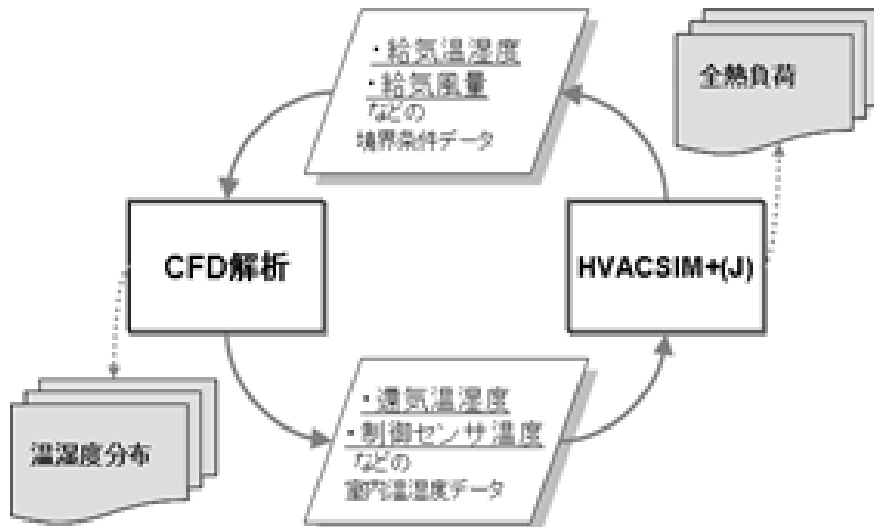 ・給気温湿度
・給気風量
などの
境界条件データ
全熱負荷
CFD解析
HVACSIM+(J)
・還気温湿度
・制御センサ温度
などの
室内温湿度データ
温湿度分布